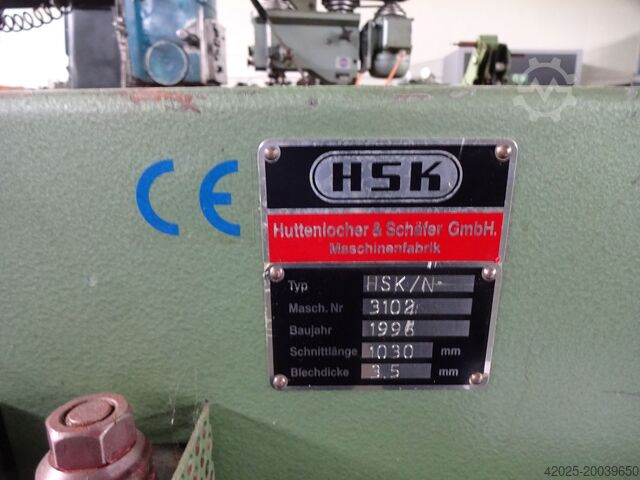 CE
HSK
Huttenlocher & Schäfer GmbH.
Maschinenfabrik
Typ HSK/N
Masch. Nr 3102
Baujahr
Schnittlänge 1030 mm
Blechdicke 3.5 mm
42025-20039650